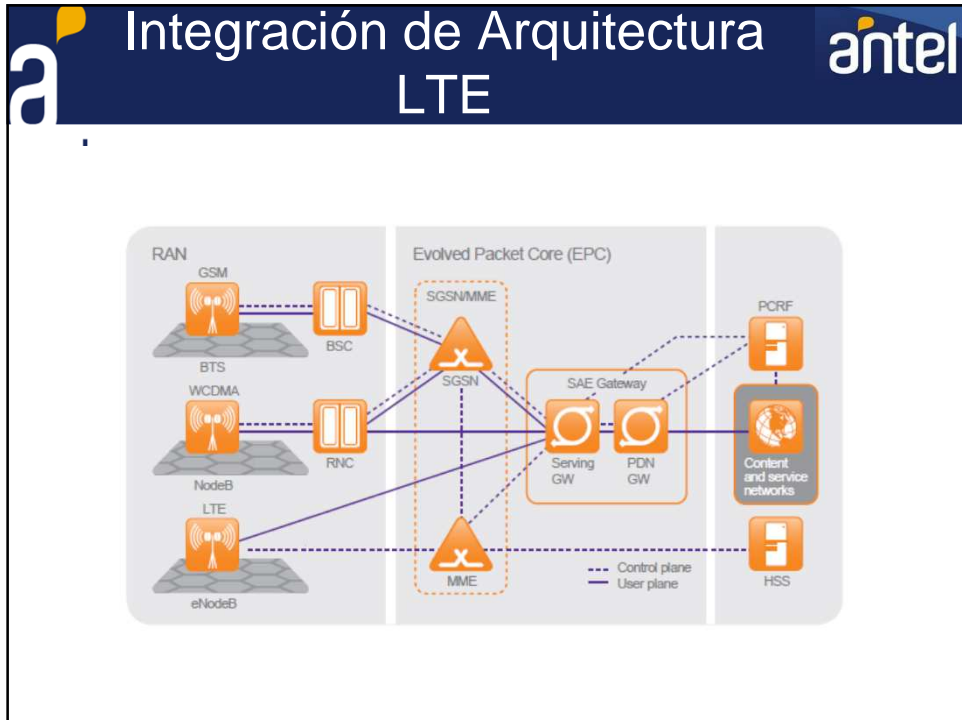 Integración de Arquitectura
LTE
antel
RAN
Evolved Packet Core (EPC)
GSM
BTS
BSC
SGSN/MME
SGSN
PCRF
WCDMA
NodeB
RNC
SAE Gateway
Serving
GW
PDN
GW
Content
and service
networks
LTE
eNodeB
MME
Control plane
User plane
HSS